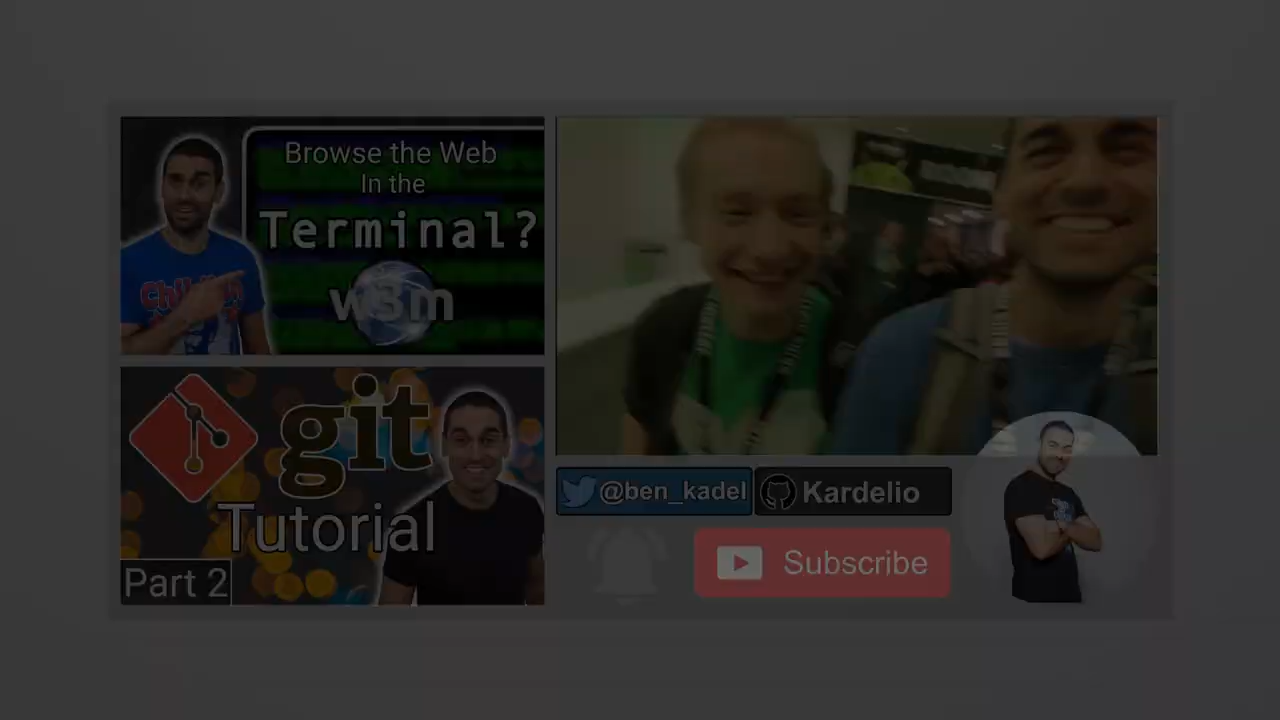 Browse the Web
In the
Terminal?
w3m
git
Tutorial
Part 2
@ben_kadel
Kardelio
Subscribe